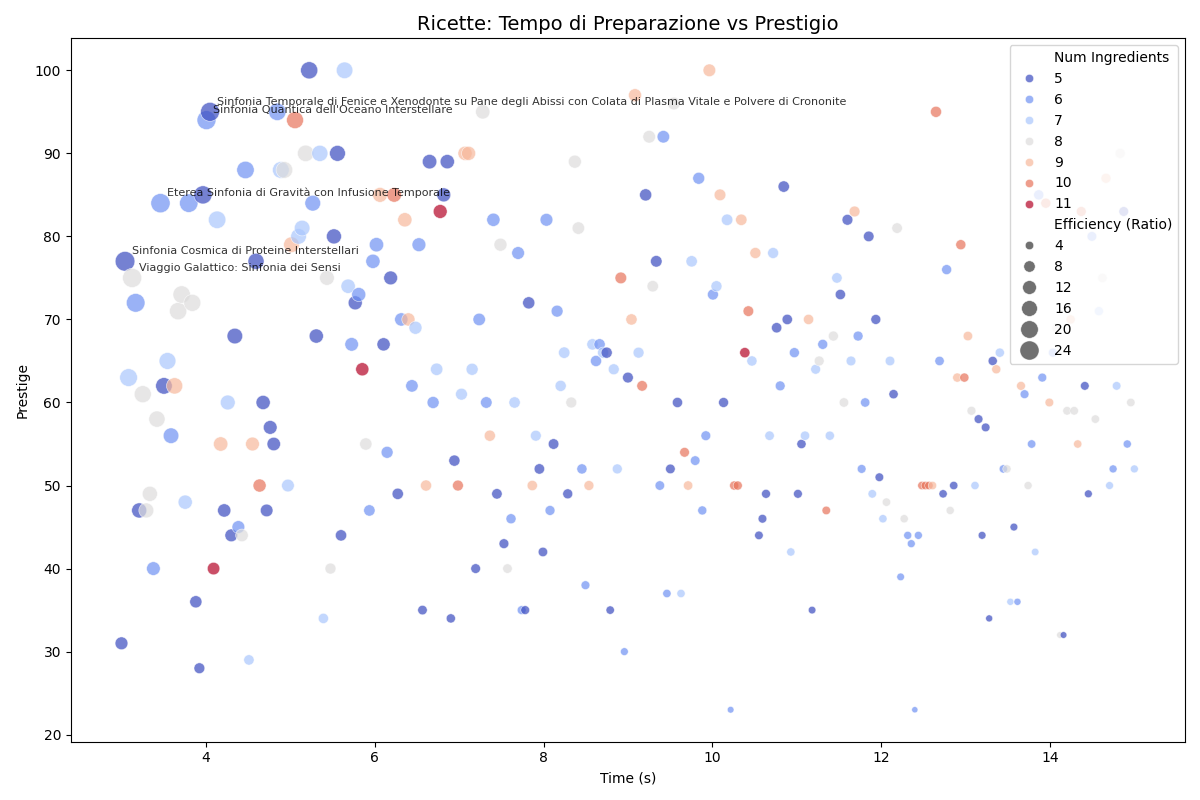 Ricette: Tempo di Preparazione vs Prestigio
Num Ingredients
5
6
7
8
9
10
11
Efficiency (Ratio)
4
8
12
16
20
24
Sinfonia Temporale di Fenice e Xenodonte su Pane degli Abissi con Colata di Plasma Vitale e Polvere di Crononite
Sinfonia Quantica dell'Oceano Interstellare
Eterea Sinfonia di Gravità con Infusione Temporale
Sinfonia Cosmica di Proteine Interstellari
Viaggio Galattico: Sinfonia dei Sensi
Prestige
100
90
80
70
60
50
40
30
20
4
6
8
10
12
14
Time (s)